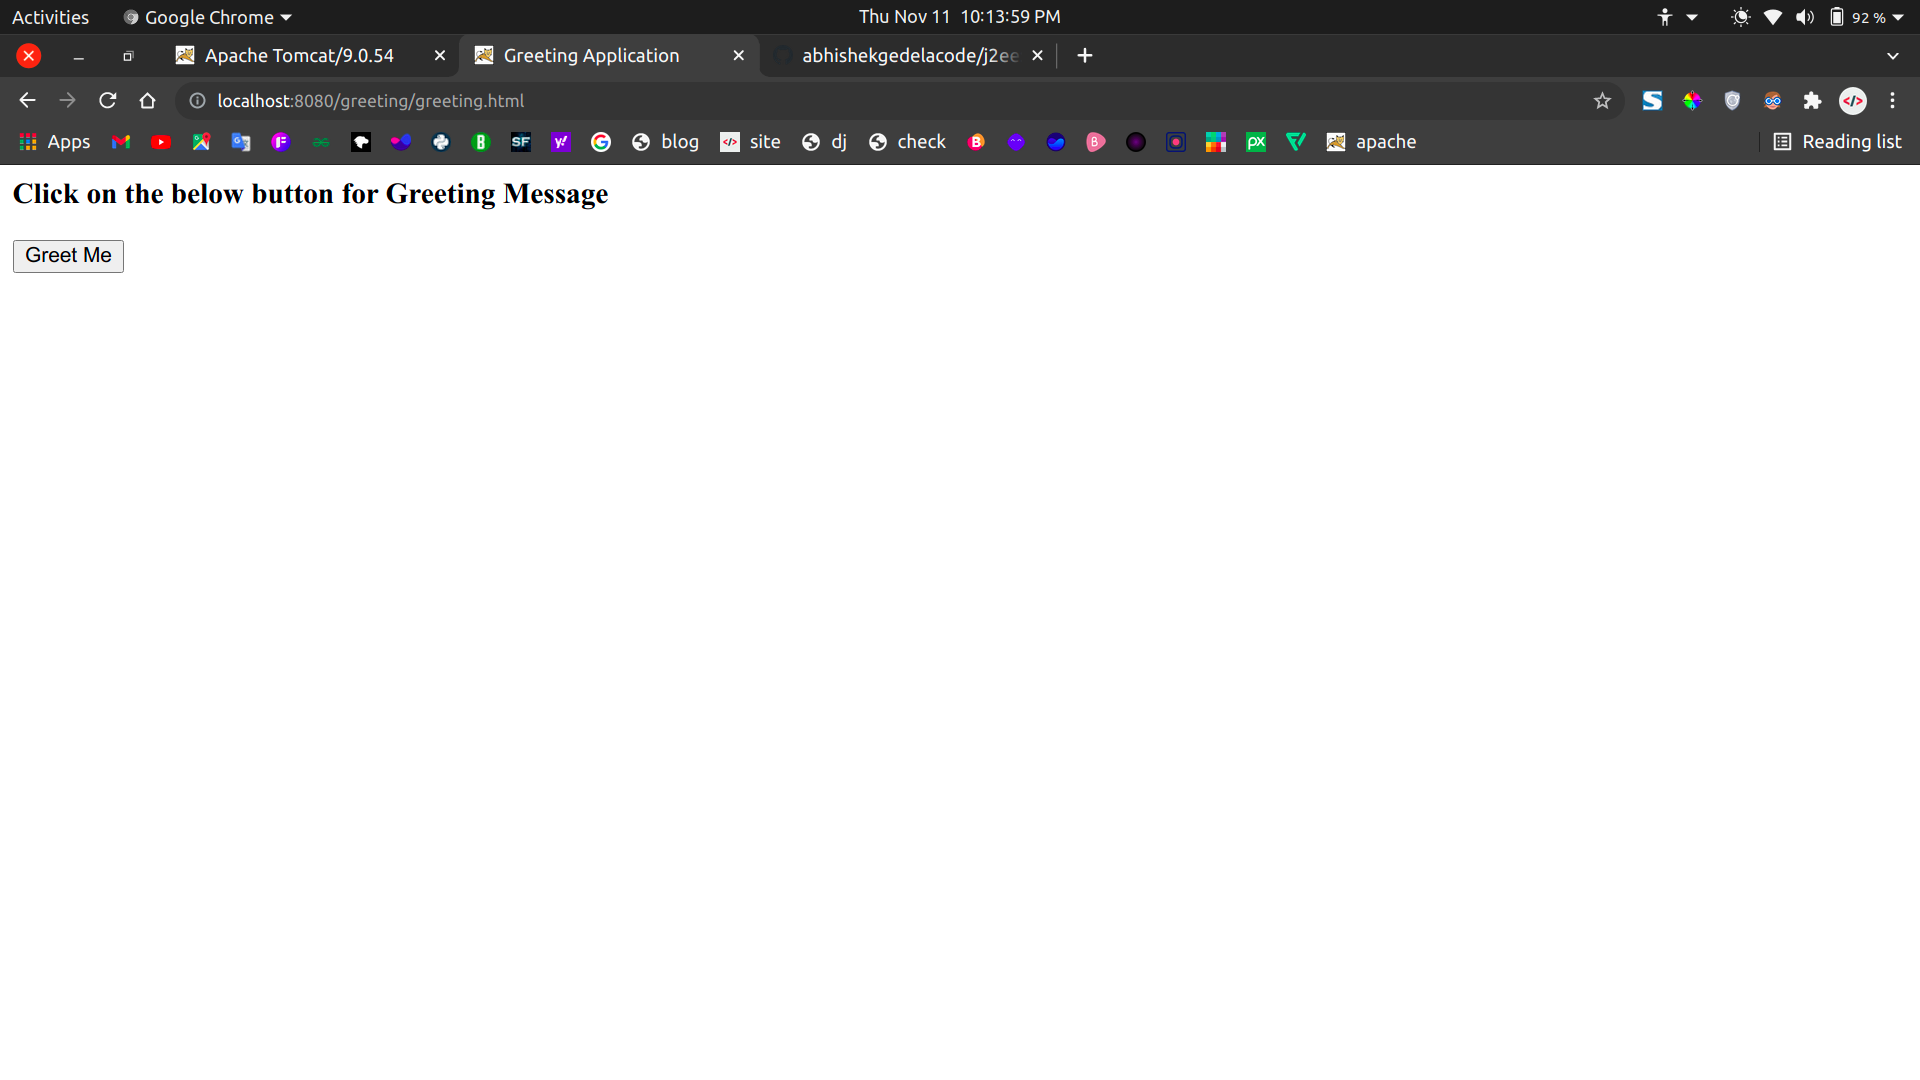 Activities Google Chrome Thu Nov 11 10:13:59 PM 92 %
Apache Tomcat/9.0.54 Greeting Application abhishekgedelacode/j2ee
localhost:8080/greeting/greeting.html
Apps F B SF y! G blog site dj check B B px apache Reading list
Click on the below button for Greeting Message
Greet Me